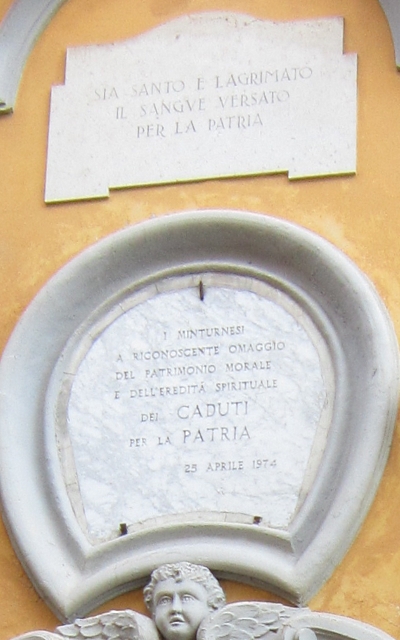 SIA SANTO E LAGRIMATO
IL SANGVE VERSATO
PER LA PATRIA
I MINTURNESI
A RICONOSCENTE OMAGGIO
DEL PATRIMONIO MORALE
E DELL'EREDITÀ SPIRITUALE
DEI CADUTI
PER LA PATRIA
25 APRILE 1974